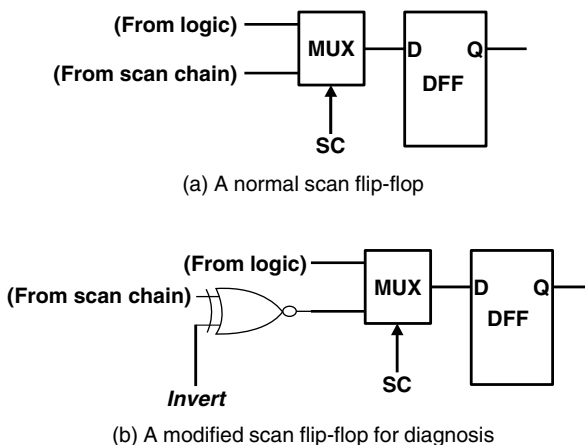 (From logic)
MUX
D Q
DFF
(From scan chain)
SC
(a) A normal scan flip-flop
(From logic)
(From scan chain)
MUX
D Q
DFF
Invert
SC
(b) A modified scan flip-flop for diagnosis